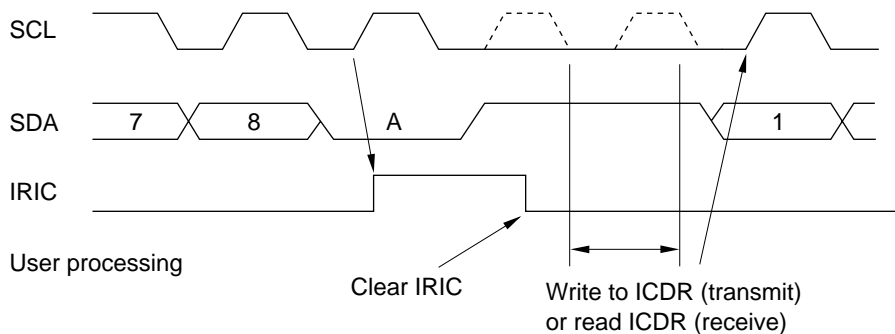 SCL
SDA
7
8
A
1
IRIC
User processing
Clear IRIC
Write to ICDR (transmit)
or read ICDR (receive)